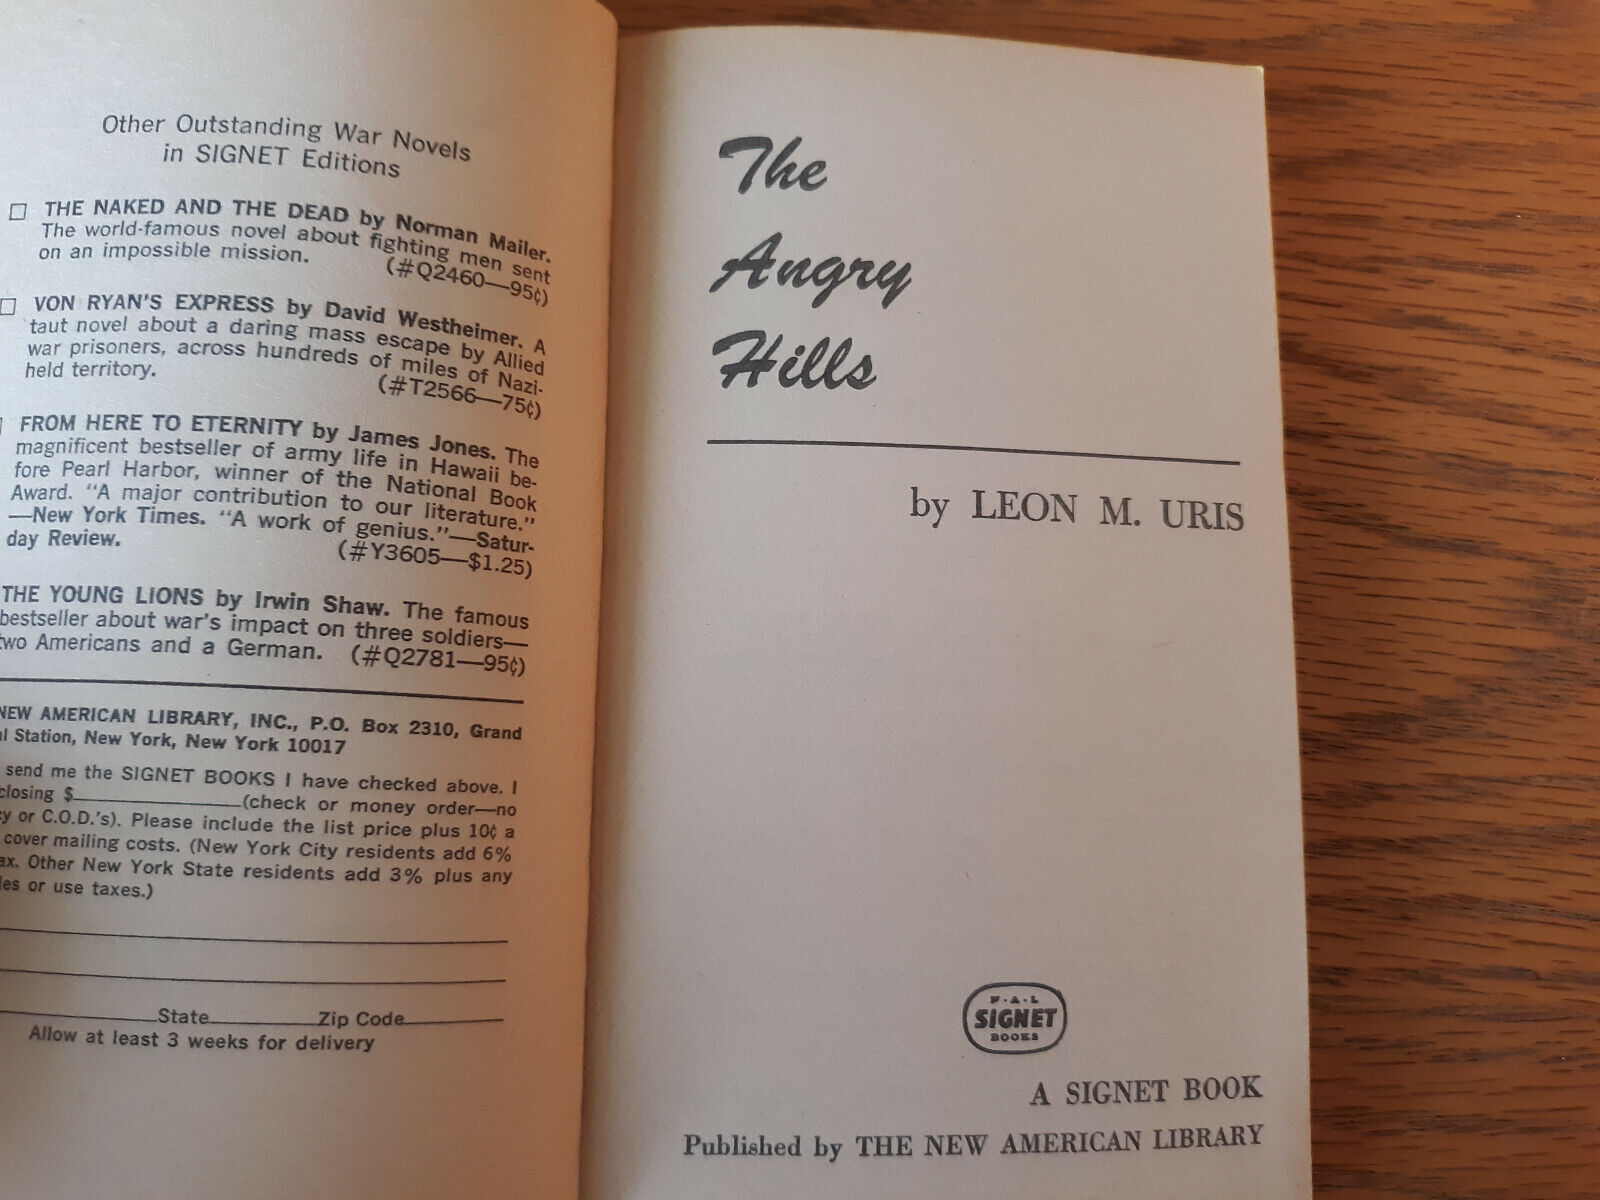 Other Outstanding War Novels
in SIGNET Editions
□ THE NAKED AND THE DEAD by Norman Mailer.
The world-famous novel about fighting men sent
on an impossible mission. (#Q2460—95¢)
□ VON RYAN'S EXPRESS by David Westheimer. A
taut novel about a daring mass escape by Allied
war prisoners, across hundreds of miles of Nazi-
held territory. (#T2566—75¢)
FROM HERE TO ETERNITY by James Jones. The
magnificent bestseller of army life in Hawaii be-
fore Pearl Harbor, winner of the National Book
Award. "A major contribution to our literature."
—New York Times. "A work of genius."—Satur-
day Review. (#Y3605—$1.25)
THE YOUNG LIONS by Irwin Shaw. The famous
bestseller about war's impact on three soldiers—
two Americans and a German. (#Q2781—95¢)
NEW AMERICAN LIBRARY, INC., P.O. Box 2310, Grand
Station, New York, New York 10017
send me the SIGNET BOOKS I have checked above. I
closing $ (check or money order—no
or C.O.D.'s). Please include the list price plus 10¢ a
cover mailing costs. (New York City residents add 6%
Other New York State residents add 3% plus any
or use taxes.)
State Zip Code
Allow at least 3 weeks for delivery
The
Angry
Hills
by LEON M. URIS
P·A·L
SIGNET
BOOKS
A SIGNET BOOK
Published by THE NEW AMERICAN LIBRARY